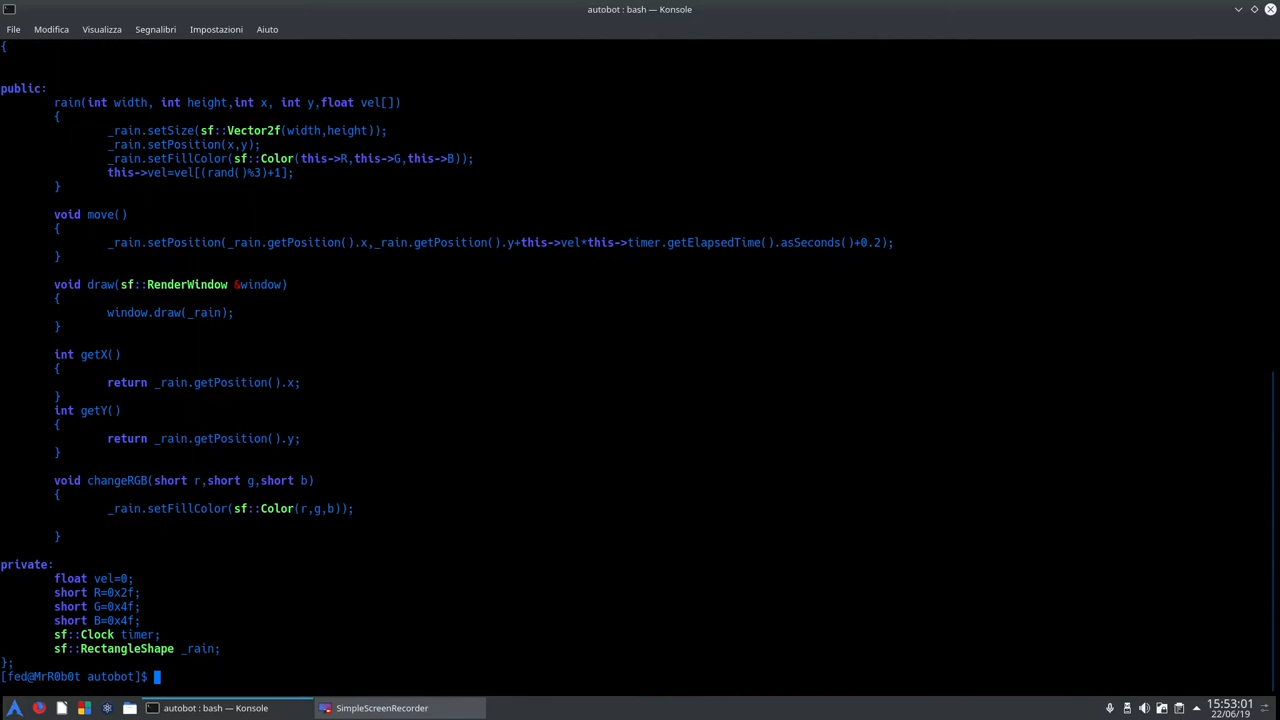 autobot : bash — Konsole
File Modifica Visualizza Segnalibri Impostazioni Aiuto
{
public:
rain(int width, int height,int x, int y,float vel[])
{
_rain.setSize(sf::Vector2f(width,height));
_rain.setPosition(x,y);
_rain.setFillColor(sf::Color(this->R,this->G,this->B));
this->vel=vel[(rand()%3)+1];
}
void move()
{
_rain.setPosition(_rain.getPosition().x,_rain.getPosition().y+this->vel*this->timer.getElapsedTime().asSeconds()+0.2);
}
void draw(sf::RenderWindow &window)
{
window.draw(_rain);
}
int getX()
{
return _rain.getPosition().x;
}
int getY()
{
return _rain.getPosition().y;
}
void changeRGB(short r,short g,short b)
{
_rain.setFillColor(sf::Color(r,g,b));
}
private:
float vel=0;
short R=0x2f;
short G=0x4f;
short B=0x4f;
sf::Clock timer;
sf::RectangleShape _rain;
};
[fed@MrR0b0t autobot]$
autobot : bash — Konsole
SimpleScreenRecorder
15:53:01
22/06/19